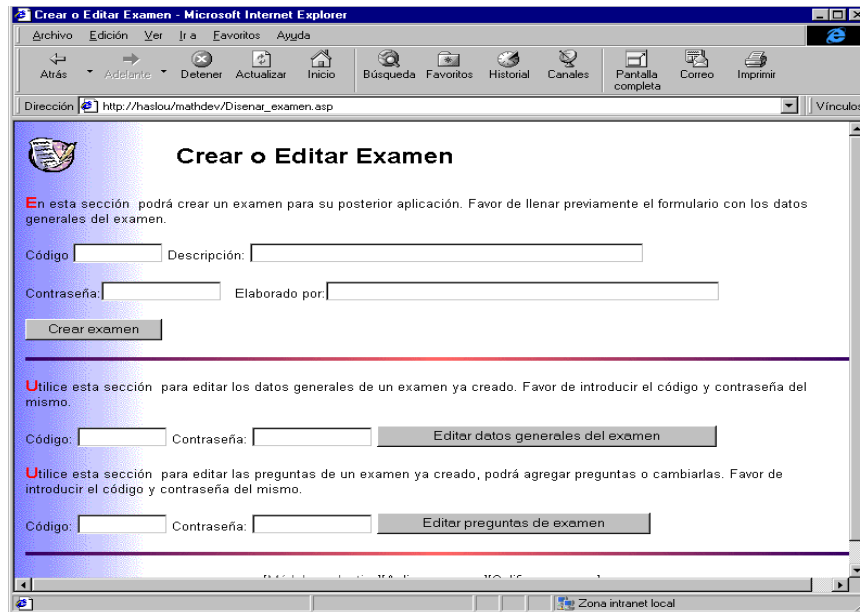 Crear o Editar Examen - Microsoft Internet Explorer
Archivo Edición Ver Ir a Favoritos Ayuda
Atrás Adelante Detener Actualizar Inicio Búsqueda Favoritos Historial Canales Pantalla completa Correo Imprimir
Dirección http://haslou/mathdev/Disenar_examen.asp Vínculos
Crear o Editar Examen
En esta sección podrá crear un examen para su posterior aplicación. Favor de llenar previamente el formulario con los datos
generales del examen.
Código Descripción:
Contraseña: Elaborado por:
Crear examen
Utilice esta sección para editar los datos generales de un examen ya creado. Favor de introducir el código y contraseña del
mismo.
Código: Contraseña: Editar datos generales del examen
Utilice esta sección para editar las preguntas de un examen ya creado, podrá agregar preguntas o cambiarlas. Favor de
introducir el código y contraseña del mismo.
Código: Contraseña: Editar preguntas de examen
Zona intranet local